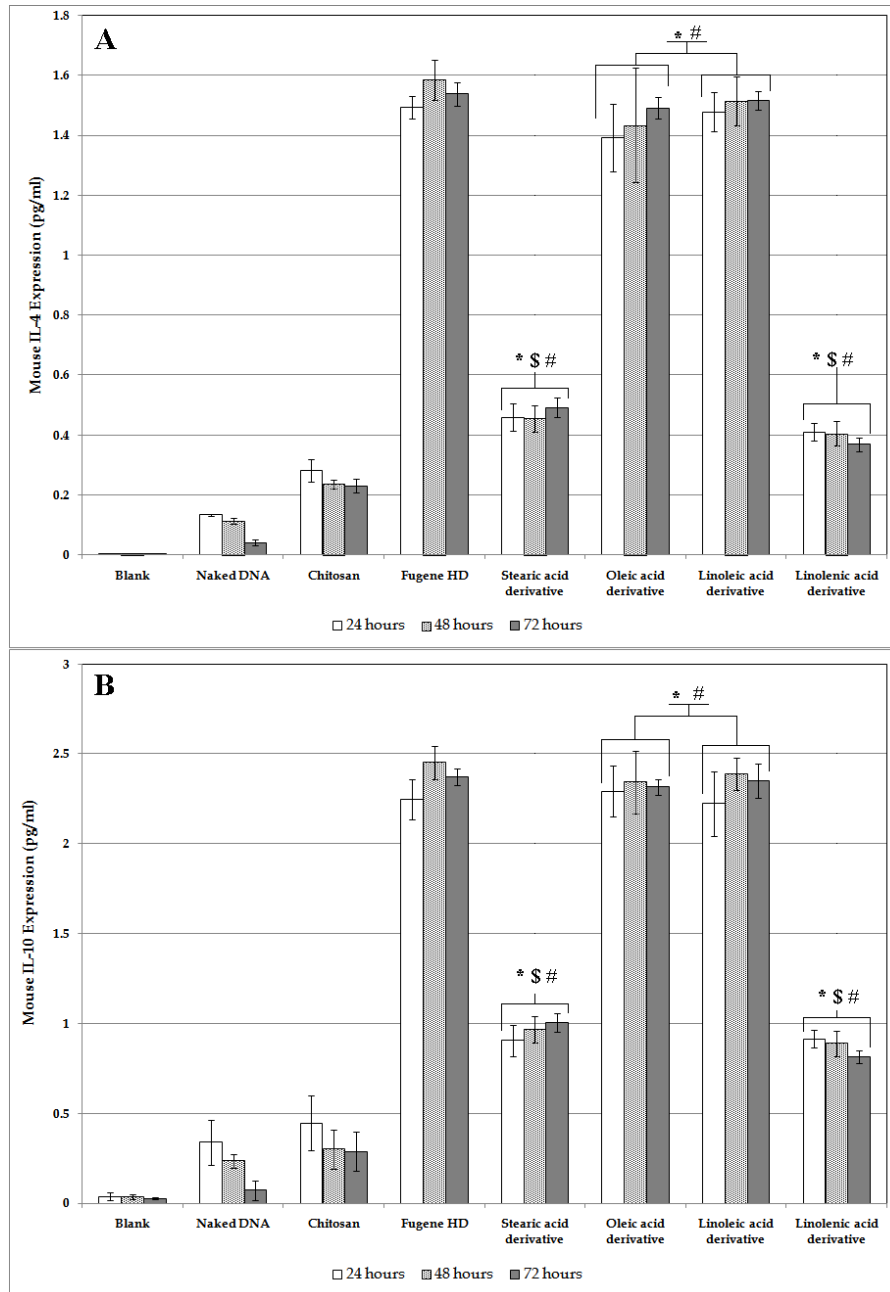 A
* #
* $ #
* $ #
Mouse IL-4 Expression (pg/ml)
1.8
1.6
1.4
1.2
1
0.8
0.6
0.4
0.2
0
Blank
Naked DNA
Chitosan
Fugene HD
Stearic acid
derivative
Oleic acid
derivative
Linoleic acid
derivative
Linolenic acid
derivative
24 hours
48 hours
72 hours
B
* #
* $ #
* $ #
Mouse IL-10 Expression (pg/ml)
3
2.5
2
1.5
1
0.5
0
Blank
Naked DNA
Chitosan
Fugene HD
Stearic acid
derivative
Oleic acid
derivative
Linoleic acid
derivative
Linolenic acid
derivative
24 hours
48 hours
72 hours